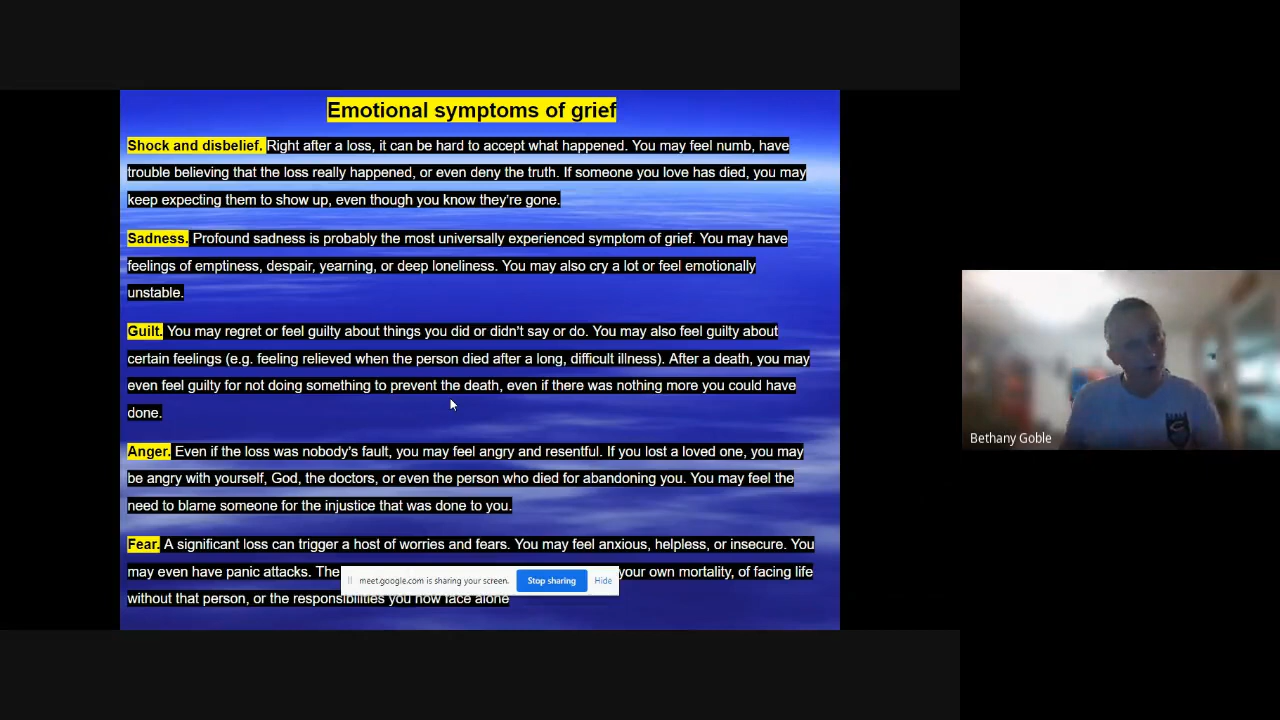 Emotional symptoms of grief
Shock and disbelief. Right after a loss, it can be hard to accept what happened. You may feel numb, have
trouble believing that the loss really happened, or even deny the truth. If someone you love has died, you may
keep expecting them to show up, even though you know they're gone.
Sadness. Profound sadness is probably the most universally experienced symptom of grief. You may have
feelings of emptiness, despair, yearning, or deep loneliness. You may also cry a lot or feel emotionally
unstable.
Guilt. You may regret or feel guilty about things you did or didn't say or do. You may also feel guilty about
certain feelings (e.g. feeling relieved when the person died after a long, difficult illness). After a death, you may
even feel guilty for not doing something to prevent the death, even if there was nothing more you could have
done.
Anger. Even if the loss was nobody's fault, you may feel angry and resentful. If you lost a loved one, you may
be angry with yourself, God, the doctors, or even the person who died for abandoning you. You may feel the
need to blame someone for the injustice that was done to you.
Fear. A significant loss can trigger a host of worries and fears. You may feel anxious, helpless, or insecure. You
may even have panic attacks. The your own mortality, of facing life
meet.google.com is sharing your screen. Stop sharing Hide
without that person, or the responsibilities you now face alone
Bethany Goble